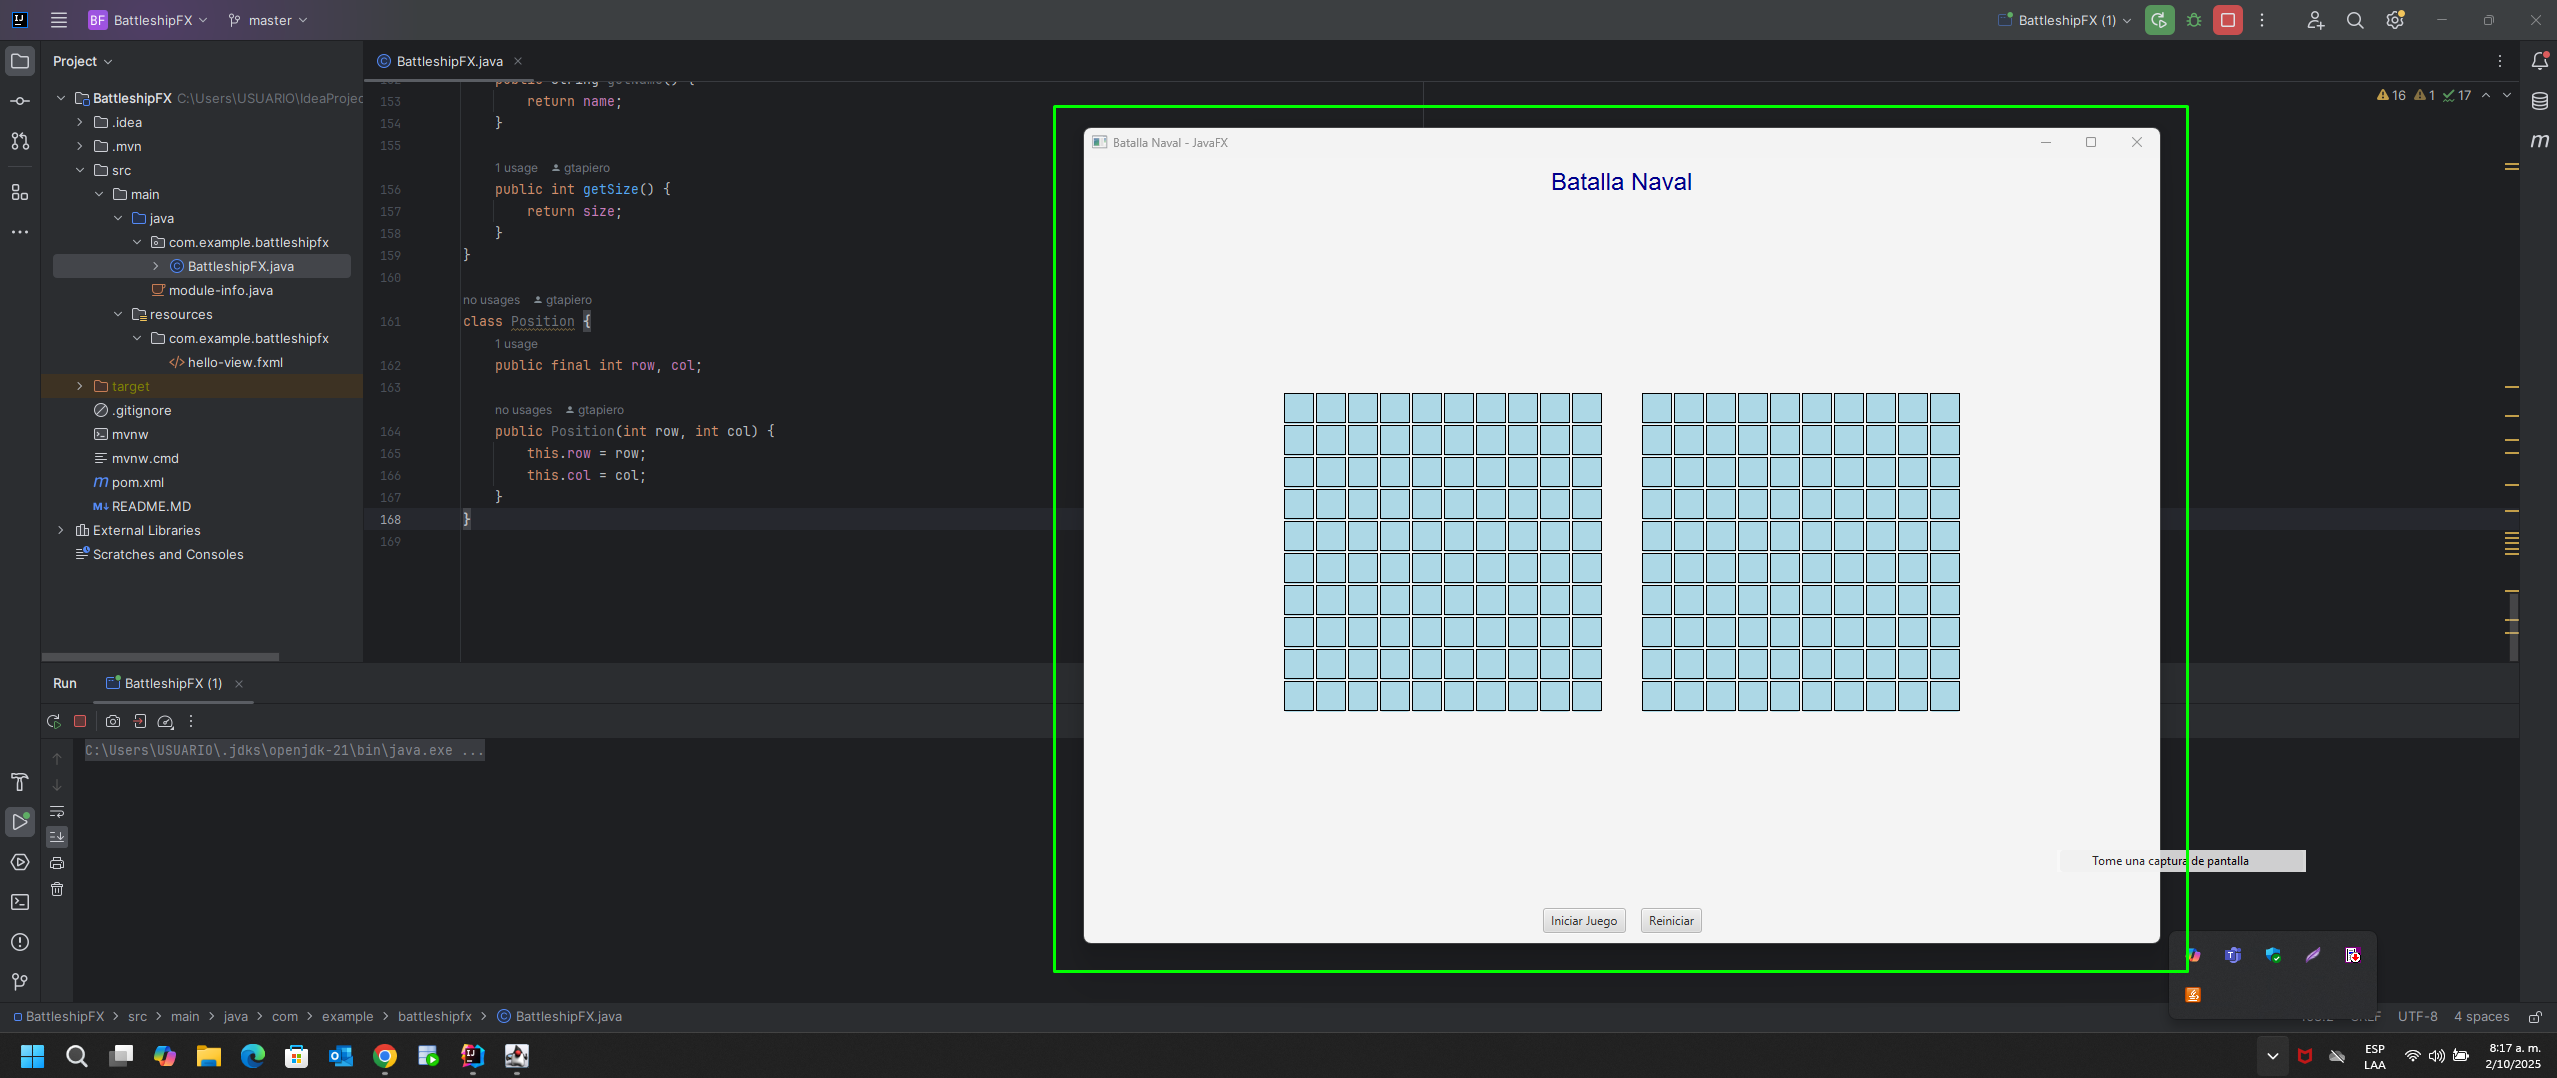 BF BattleshipFX master
BattleshipFX (1)
Project
BattleshipFX.java
BattleshipFX C:\Users\USUARIO\IdeaProjec
.idea
.mvn
src
main
java
com.example.battleshipfx
BattleshipFX.java
module-info.java
resources
com.example.battleshipfx
hello-view.fxml
target
.gitignore
mvnw
mvnw.cmd
pom.xml
README.MD
External Libraries
Scratches and Consoles
16 1 17
153 return name;
154 }
155
1 usage gtapiero
156 public int getSize() {
157 return size;
158 }
159 }
160
no usages gtapiero
161 class Position {
1 usage
162 public final int row, col;
163
no usages gtapiero
164 public Position(int row, int col) {
165 this.row = row;
166 this.col = col;
167 }
168 }
169
Batalla Naval - JavaFX
Batalla Naval
Iniciar Juego Reiniciar
Tome una captura de pantalla
Run BattleshipFX (1)
C:\Users\USUARIO\.jdks\openjdk-21\bin\java.exe ...
BattleshipFX > src > main > java > com > example > battleshipfx > BattleshipFX.java
UTF-8 4 spaces
ESP
LAA
8:17 a. m.
2/10/2025